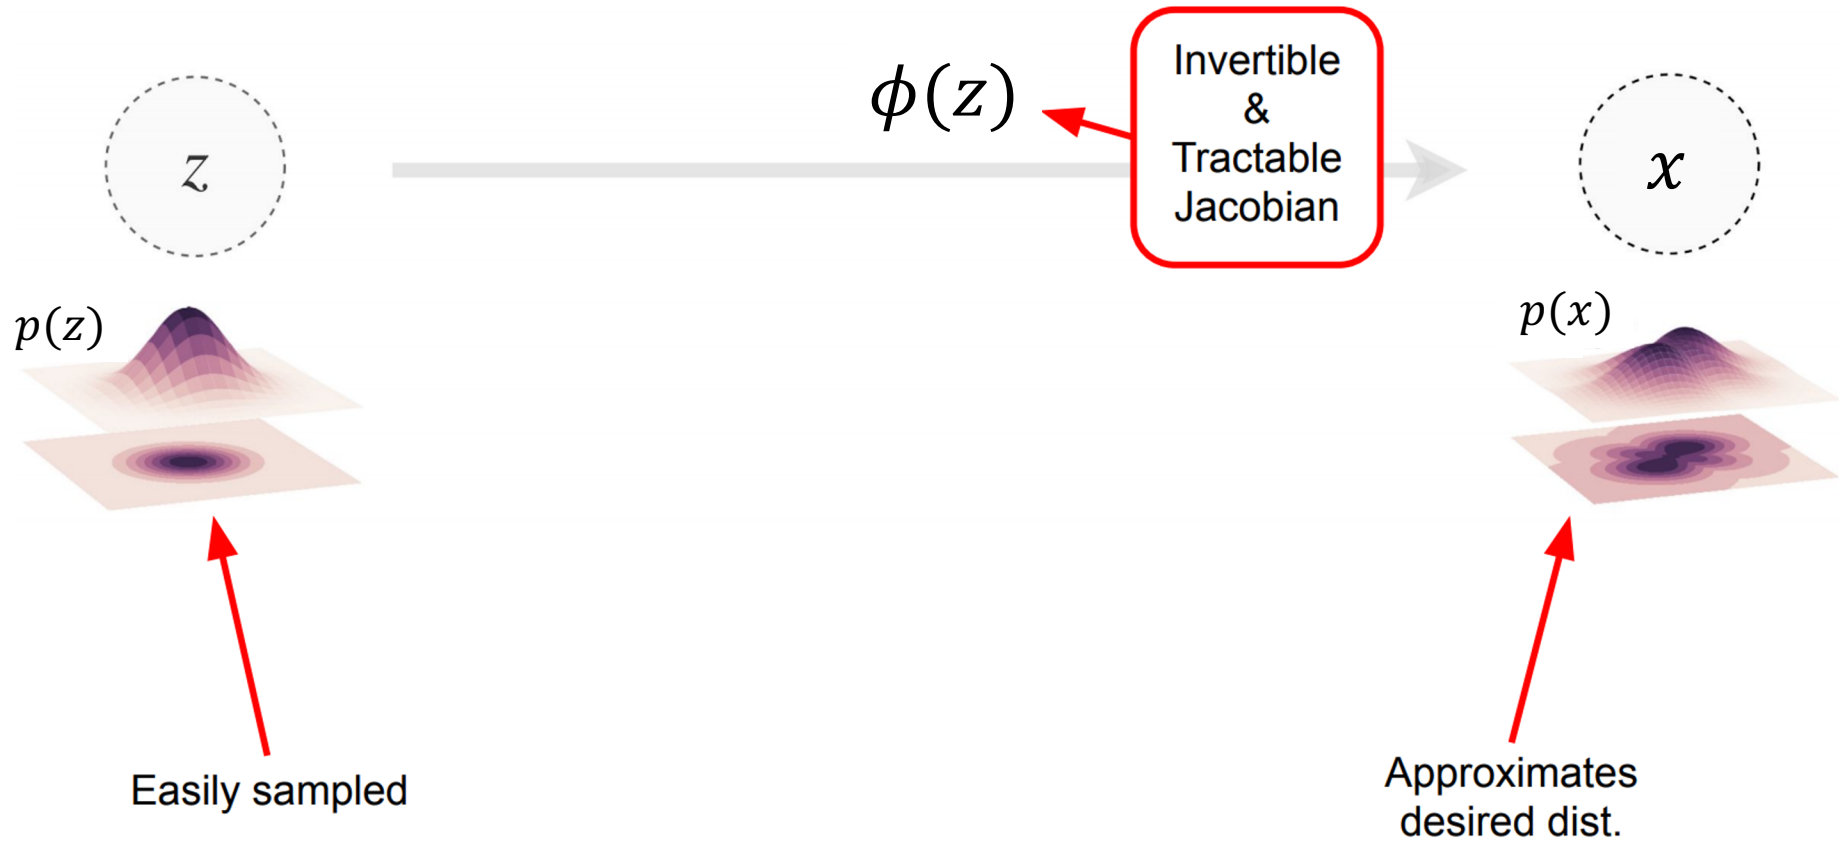 z
ϕ(z)
Invertible
&
Tractable
Jacobian
x
p(z)
p(x)
Easily sampled
Approximates
desired dist.